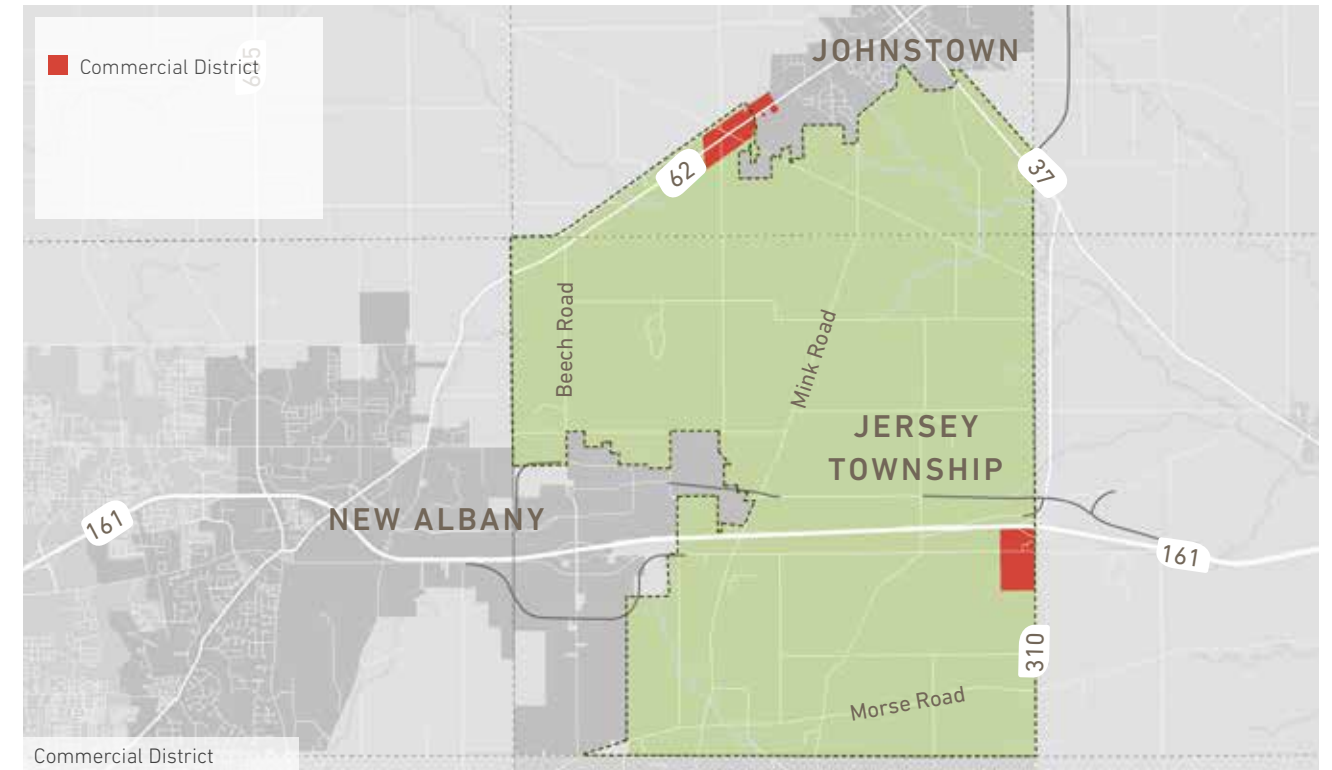 JOHNSTOWN
Commercial District
62
37
Beech Road
Mink Road
JERSEY
TOWNSHIP
NEW ALBANY
161
161
310
Morse Road
Commercial District